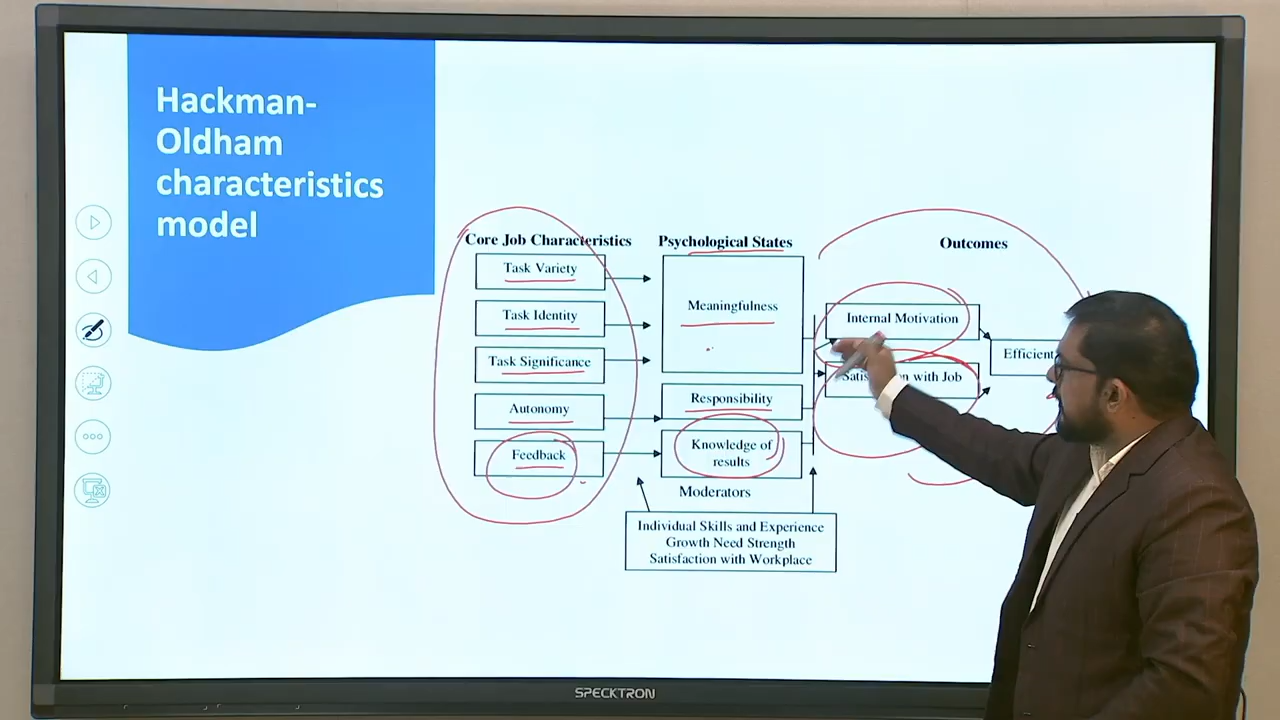 Hackman-
Oldham
characteristics
model
Core Job Characteristics
Psychological States
Outcomes
Task Variety
Task Identity
Task Significance
Autonomy
Feedback
Meaningfulness
Responsibility
Knowledge of
results
Internal Motivation
with Job
Efficient
Moderators
Individual Skills and Experience
Growth Need Strength
Satisfaction with Workplace
SPECKTRON